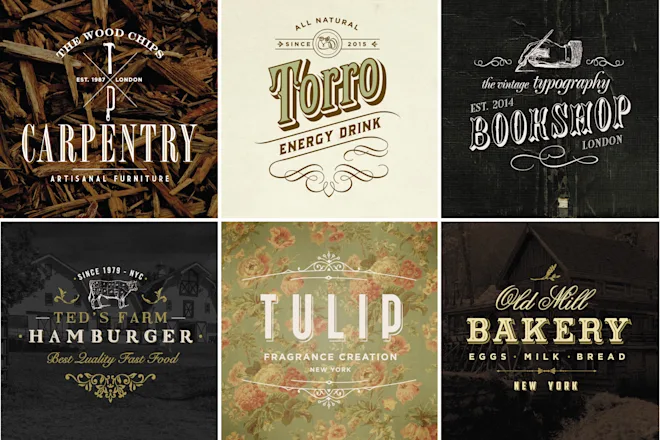 THE WOOD CHIPS
EST. 1987 LONDON
T
P
CARPENTRY
ARTISANAL FURNITURE
ALL NATURAL
SINCE 2015
Torro
ENERGY DRINK
the vintage typography
EST. 2014
BOOKSHOP
LONDON
· SINCE 1979 - NYC ·
TED'S FARM
· HAMBURGER ·
Best Quality Fast Food
TULIP
FRAGRANCE CREATION
NEW YORK
Old Mill
BAKERY
EGGS · MILK · BREAD
NEW YORK